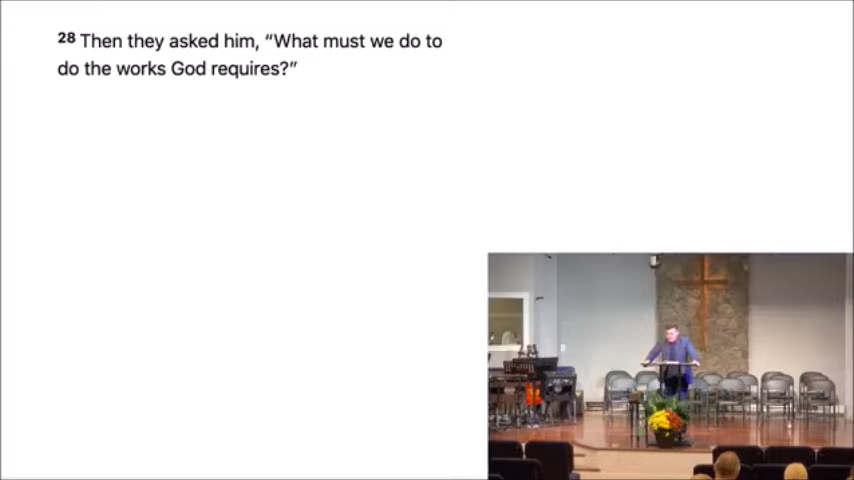 28 Then they asked him, “What must we do to
do the works God requires?”